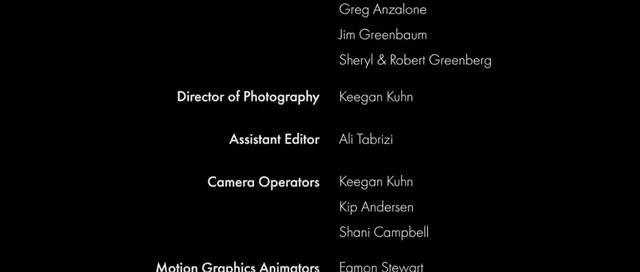 Greg Anzalone
Jim Greenbaum
Sheryl & Robert Greenberg
Director of Photography Keegan Kuhn
Assistant Editor Ali Tabrizi
Camera Operators Keegan Kuhn
Kip Andersen
Shani Campbell
Motion Graphics Animators Eamon Stewart